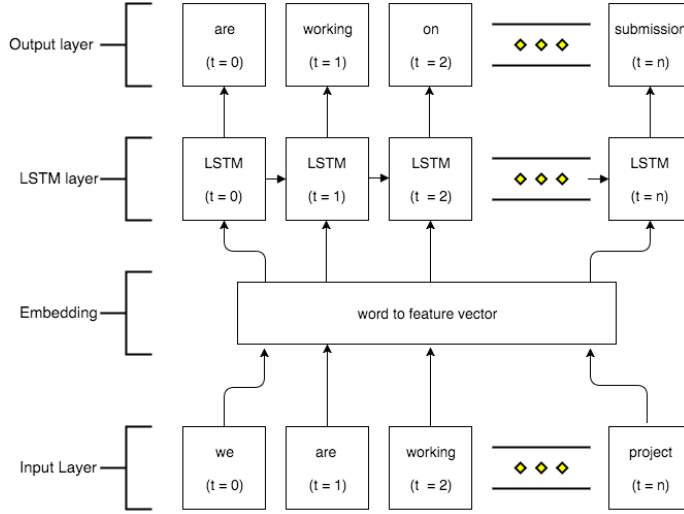 Output layer
are
(t = 0)
working
(t = 1)
on
(t = 2)
submission
(t = n)
LSTM layer
LSTM
(t = 0)
LSTM
(t = 1)
LSTM
(t = 2)
LSTM
(t = n)
Embedding
word to feature vector
Input Layer
we
(t = 0)
are
(t = 1)
working
(t = 2)
project
(t = n)